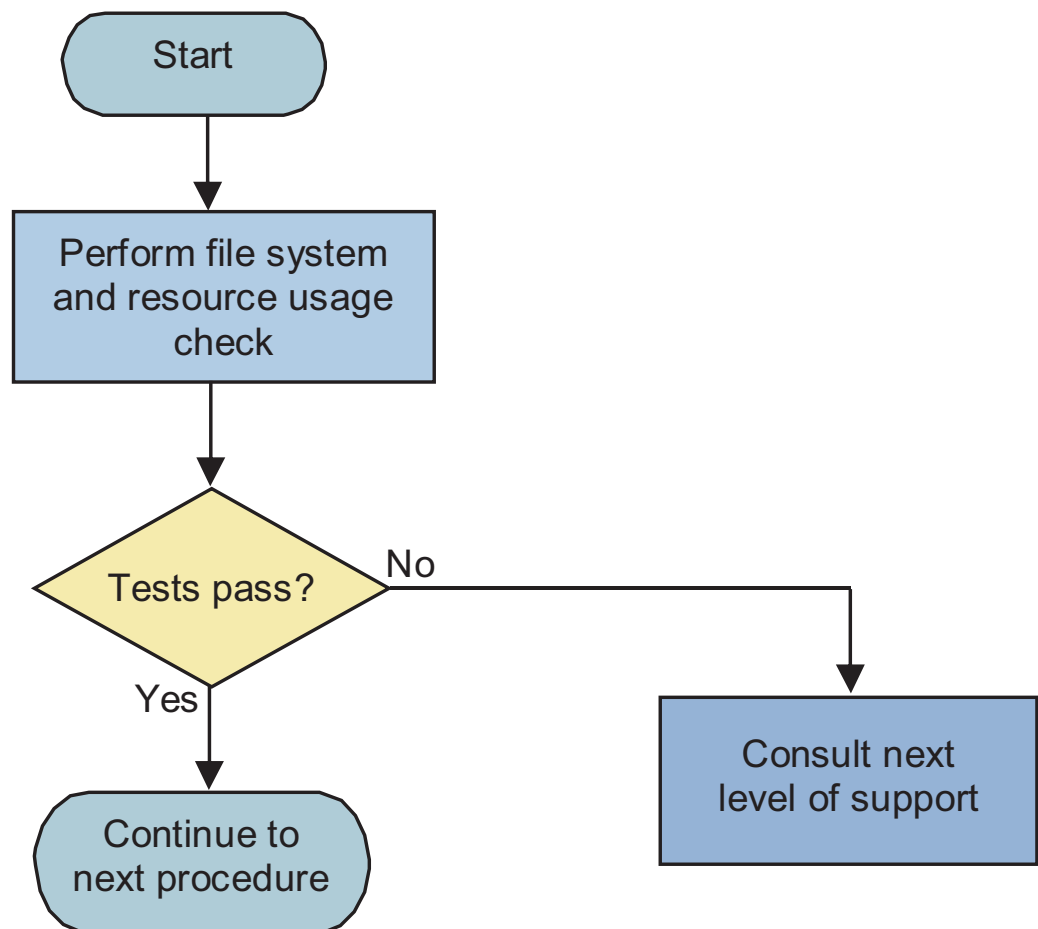 Start
Perform file system
and resource usage
check
Tests pass?
No
Yes
Consult next
level of support
Continue to
next procedure